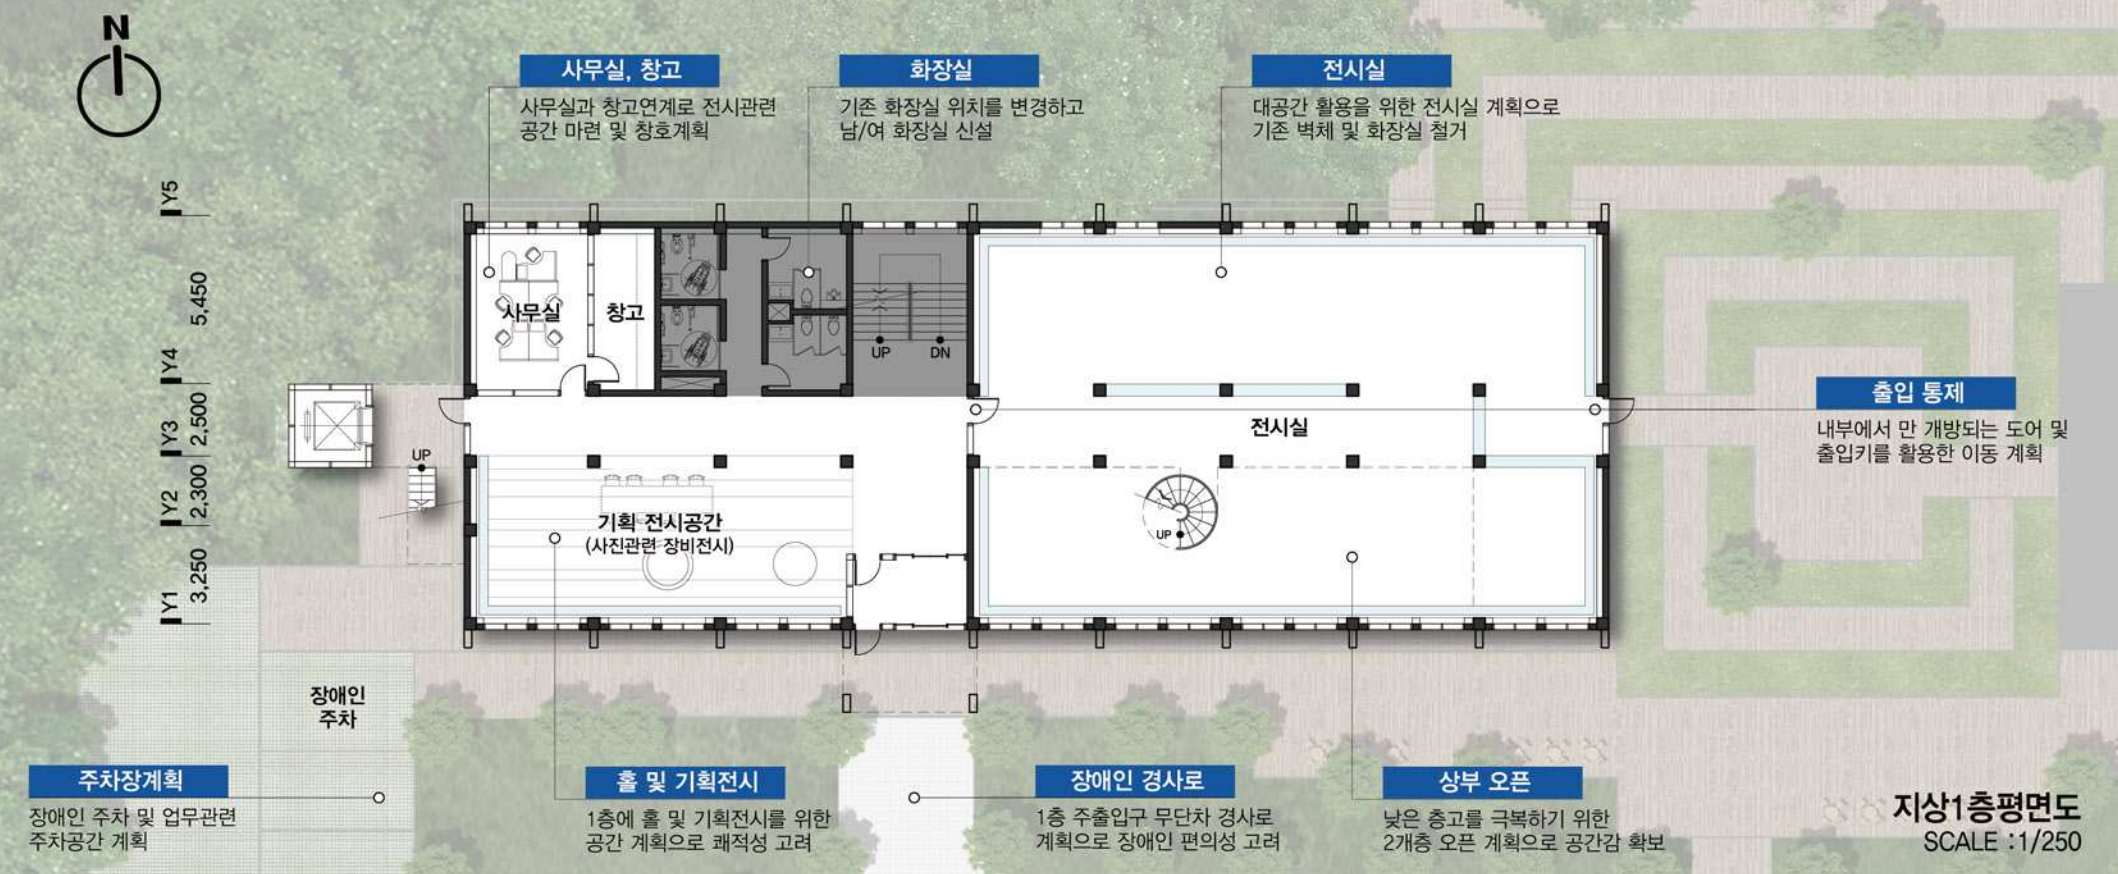 N
사무실, 창고
사무실과 창고연계로 전시관련
공간 마련 및 창호계획
화장실
기존 화장실 위치를 변경하고
남/여 화장실 신설
전시실
대공간 활용을 위한 전시실 계획으로
기존 벽체 및 화장실 철거
Y5
5,450
Y4
2,500
Y3
2,300
Y2
3,250
Y1
사무실
창고
UP
DN
UP
전시실
출입 통제
내부에서 만 개방되는 도어 및
출입키를 활용한 이동 계획
기획 전시공간
(사진관련 장비전시)
UP
장애인
주차
주차장계획
장애인 주차 및 업무관련
주차공간 계획
홀 및 기획전시
1층에 홀 및 기획전시를 위한
공간 계획으로 쾌적성 고려
장애인 경사로
1층 주출입구 무단차 경사로
계획으로 장애인 편의성 고려
상부 오픈
낮은 층고를 극복하기 위한
2개층 오픈 계획으로 공간감 확보
지상1층평면도
SCALE :1/250